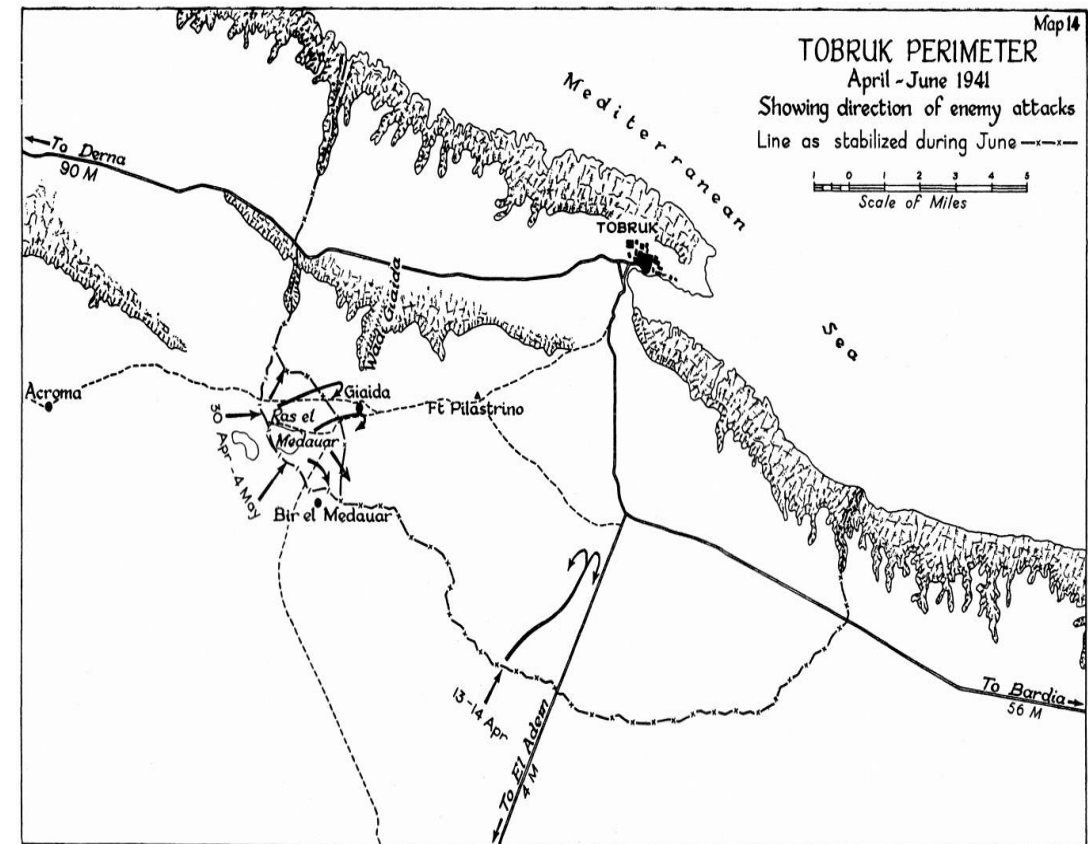 Map 14
TOBRUK PERIMETER
April - June 1941
Showing direction of enemy attacks
Line as stabilized during June
1 0 1 2 3 4 5
Scale of Miles
Mediterranean
Sea
To Derna
90 M
TOBRUK
Wadi Giaida
Acroma
Giaida
Ft Pilastrino
30 Apr - 4 May
Ras el
Medauar
Bir el Medauar
13-14 Apr
To El Adem
4 M
To Bardia
56 M